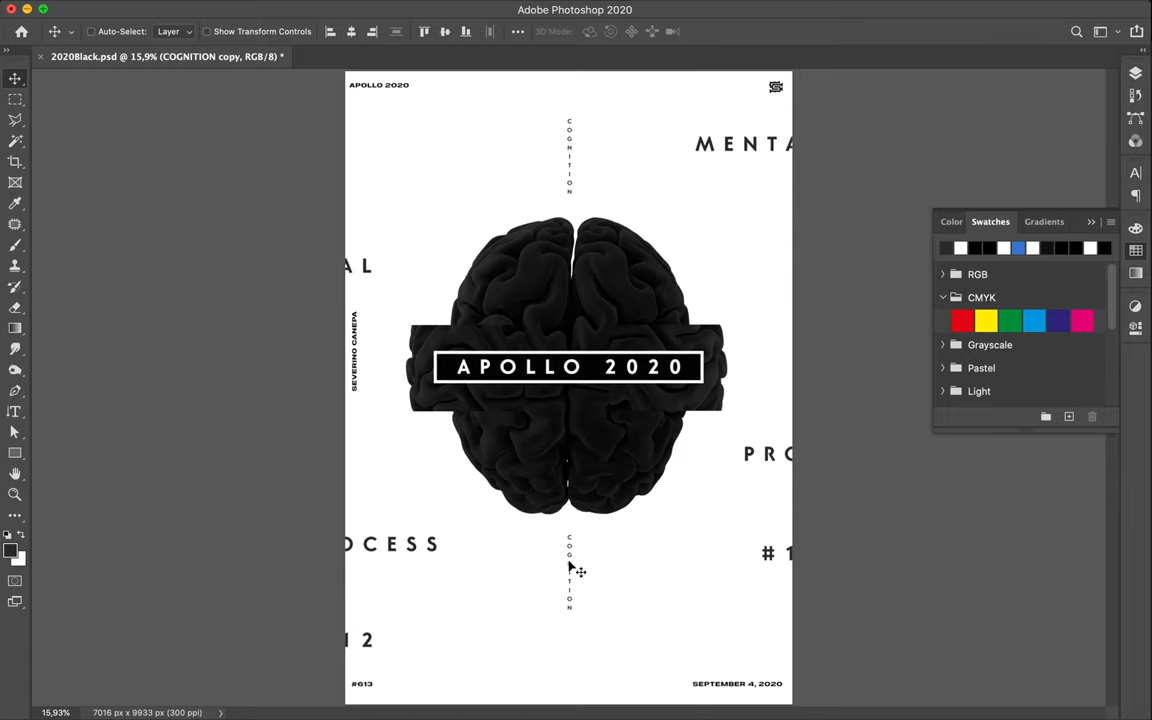 Adobe Photoshop 2020
Auto-Select: Layer Show Transform Controls 3D Mode:
2020Black.psd @ 15,9% (COGNITION copy, RGB/8) *
APOLLO 2020
COGNITION
MENTA
AL
SEVERINO CANEPA
APOLLO 2020
PRO
OCESS
#1
COGNITION
12
#613
SEPTEMBER 4, 2020
Color Swatches Gradients
RGB
CMYK
Grayscale
Pastel
Light
15,93% 7016 px x 9933 px (300 ppi)